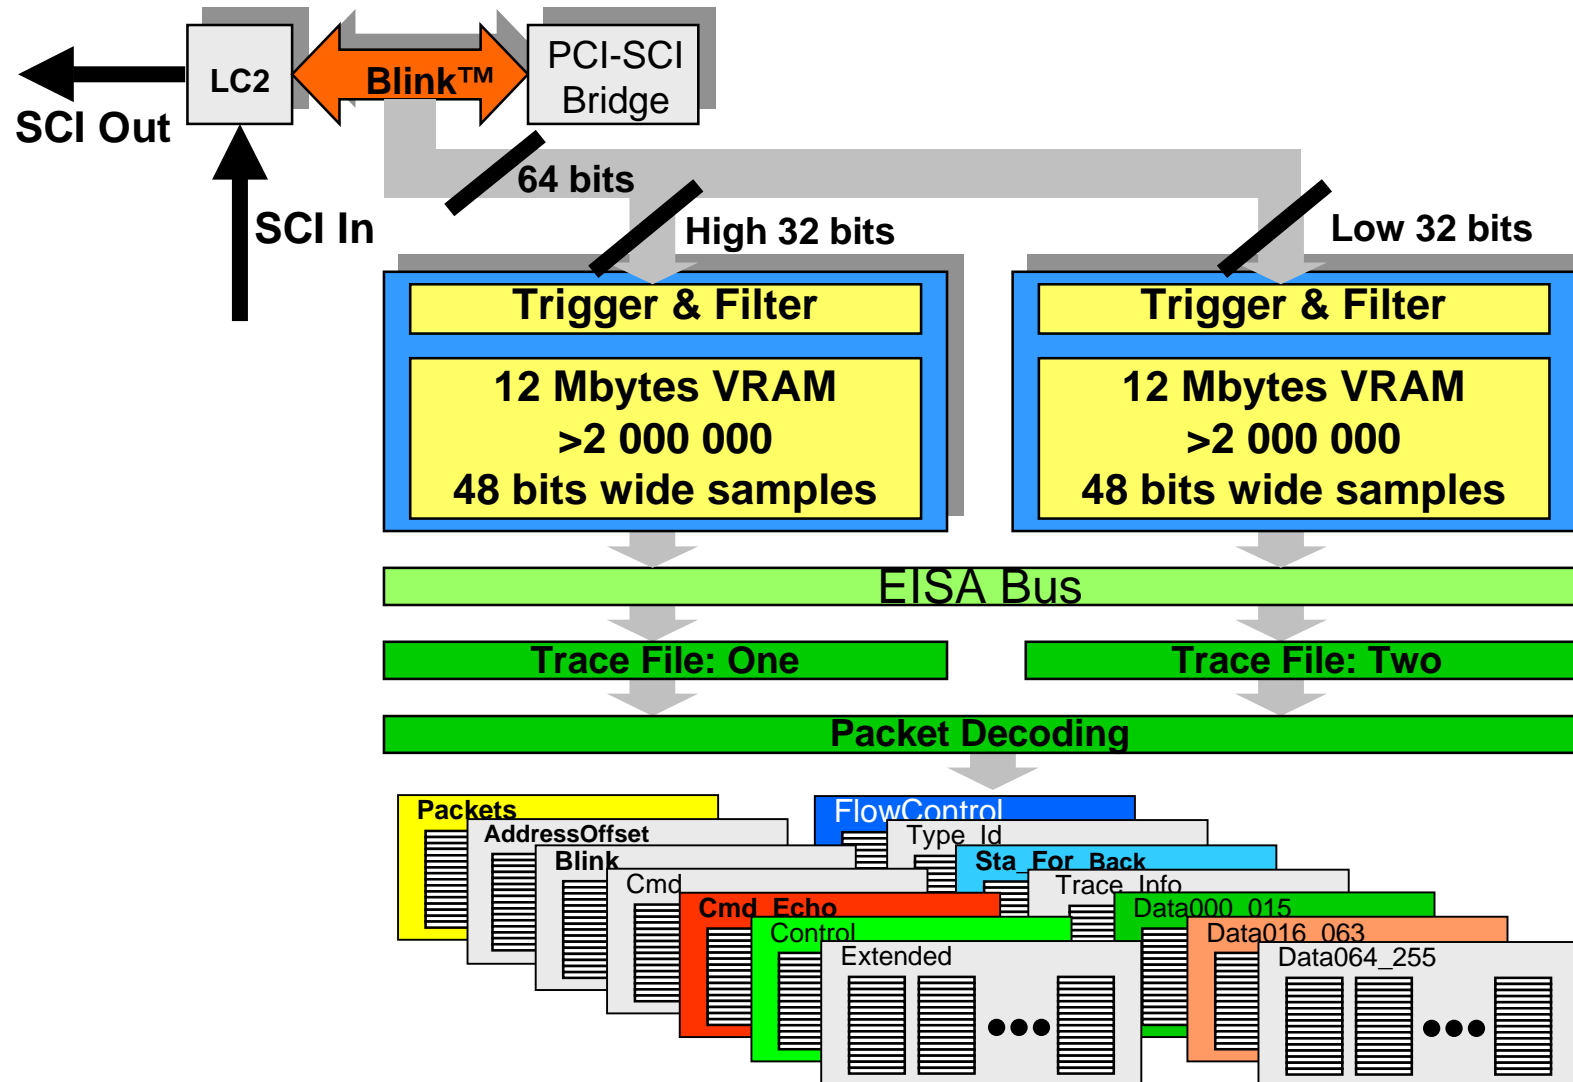 LC2
Blink™
PCI-SCI
Bridge
SCI Out
SCI In
64 bits
High 32 bits
Low 32 bits
Trigger & Filter
12 Mbytes VRAM
>2 000 000
48 bits wide samples
Trigger & Filter
12 Mbytes VRAM
>2 000 000
48 bits wide samples
EISA Bus
Trace File: One
Trace File: Two
Packet Decoding
Packets
AddressOffset
Blink
Cmd
Cmd_Echo
Control
Extended
FlowControl
Type_Id
Sta_For_Back
Trace_Info
Data000_015
Data016_063
Data064_255